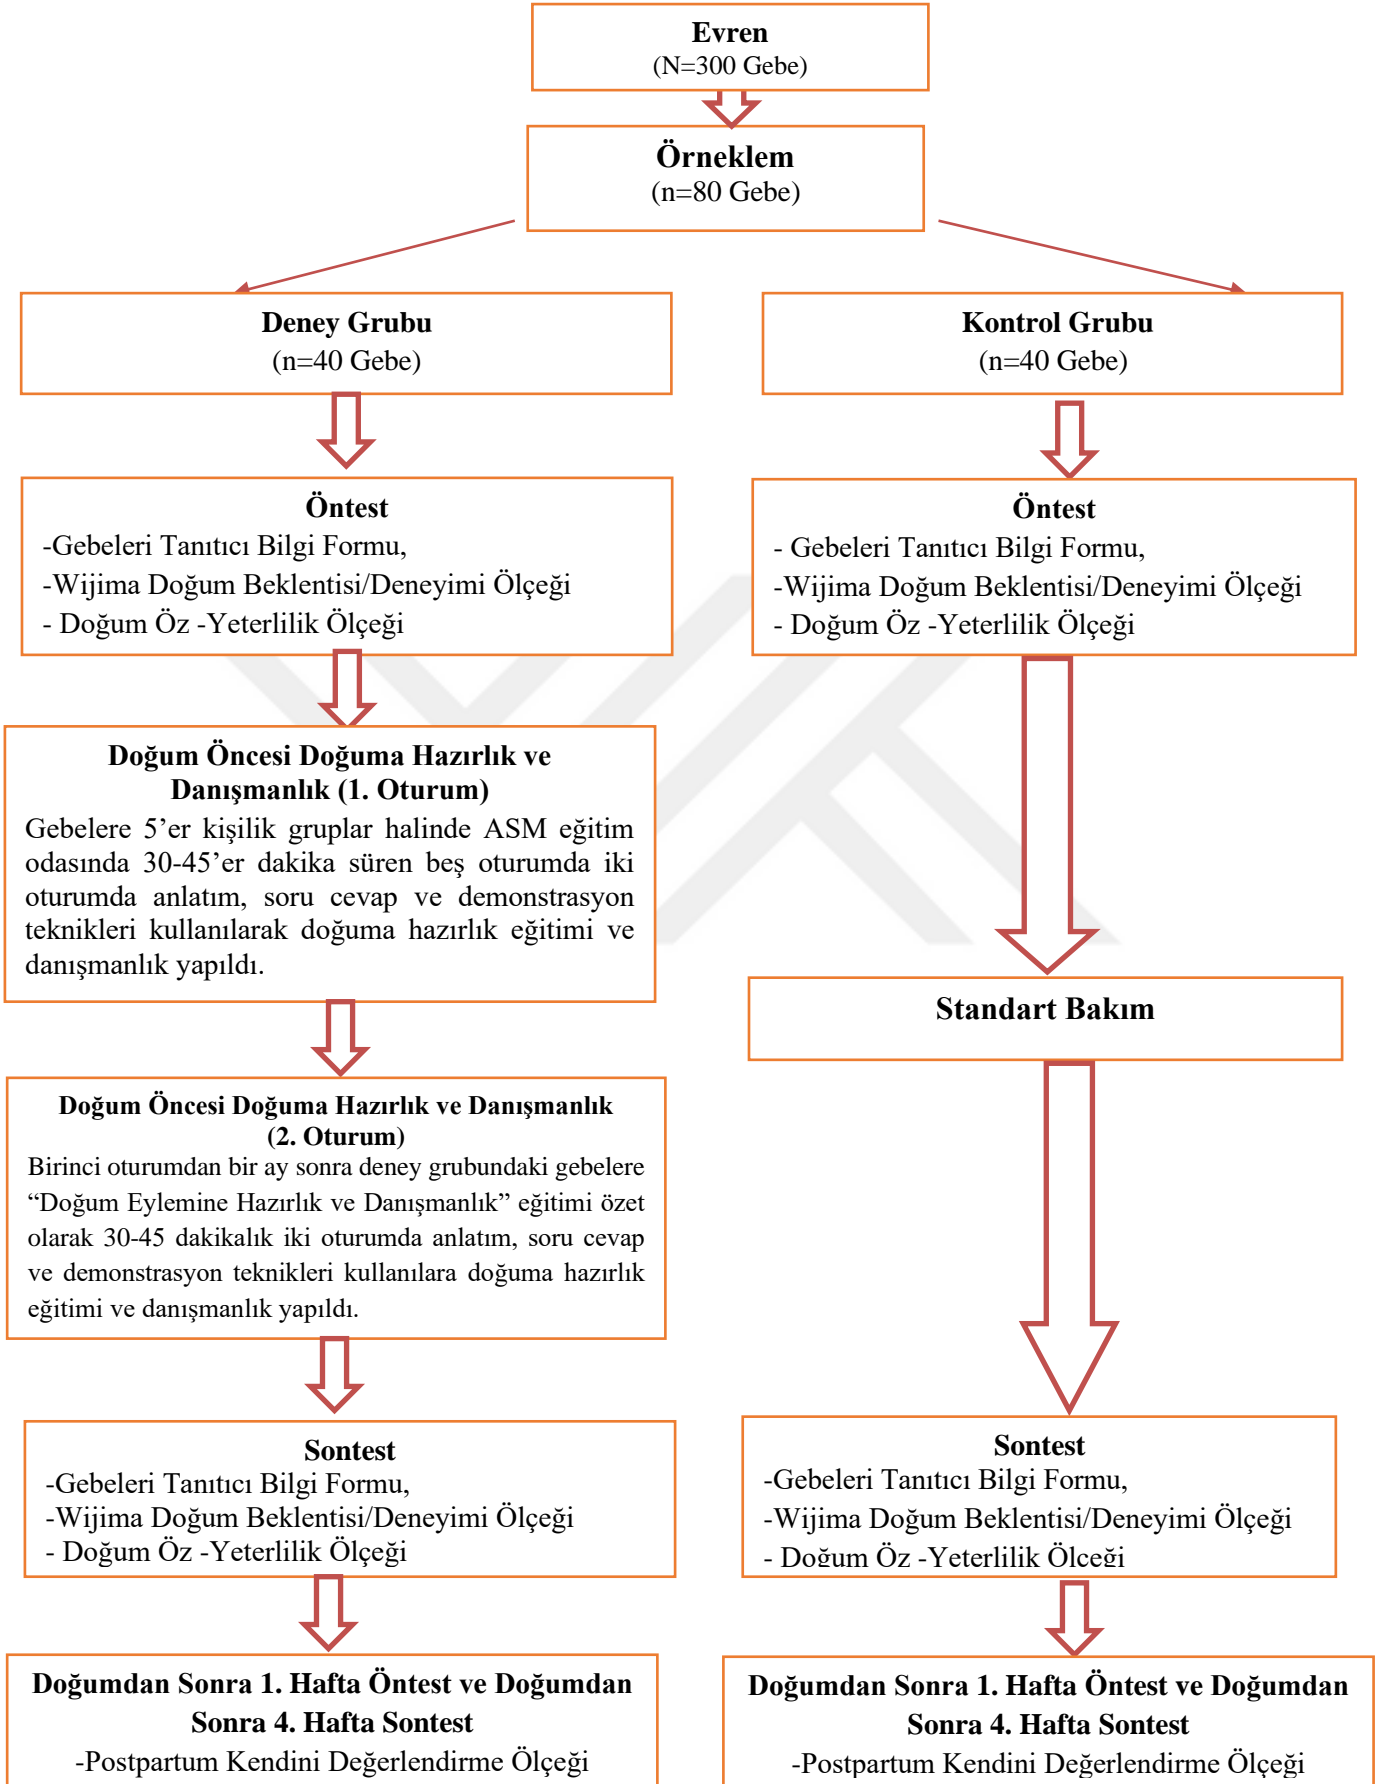 Evren
(N=300 Gebe)
Örneklem
(n=80 Gebe)
Deney Grubu
(n=40 Gebe)
Kontrol Grubu
(n=40 Gebe)
Öntest
-Gebeleri Tanıtıcı Bilgi Formu,
-Wijima Doğum Beklentisi/Deneyimi Ölçeği
- Doğum Öz -Yeterlilik Ölçeği
Öntest
- Gebeleri Tanıtıcı Bilgi Formu,
-Wijima Doğum Beklentisi/Deneyimi Ölçeği
- Doğum Öz -Yeterlilik Ölçeği
Doğum Öncesi Doğuma Hazırlık ve
Danışmanlık (1. Oturum)
Gebelere 5’er kişilik gruplar halinde ASM eğitim
odasında 30-45’er dakika süren beş oturumda iki
oturumda anlatım, soru cevap ve demonstrasyon
teknikleri kullanılarak doğuma hazırlık eğitimi ve
danışmanlık yapıldı.
Standart Bakım
Doğum Öncesi Doğuma Hazırlık ve Danışmanlık
(2. Oturum)
Birinci oturumdan bir ay sonra deney grubundaki gebelere
“Doğum Eylemine Hazırlık ve Danışmanlık” eğitimi özet
olarak 30-45 dakikalık iki oturumda anlatım, soru cevap
ve demonstrasyon teknikleri kullanılara doğuma hazırlık
eğitimi ve danışmanlık yapıldı.
Sontest
-Gebeleri Tanıtıcı Bilgi Formu,
-Wijima Doğum Beklentisi/Deneyimi Ölçeği
- Doğum Öz -Yeterlilik Ölçeği
Sontest
-Gebeleri Tanıtıcı Bilgi Formu,
-Wijima Doğum Beklentisi/Deneyimi Ölçeği
- Doğum Öz -Yeterlilik Ölçeği
Doğumdan Sonra 1. Hafta Öntest ve Doğumdan
Sonra 4. Hafta Sontest
-Postpartum Kendini Değerlendirme Ölçeği
Doğumdan Sonra 1. Hafta Öntest ve Doğumdan
Sonra 4. Hafta Sontest
-Postpartum Kendini Değerlendirme Ölçeği